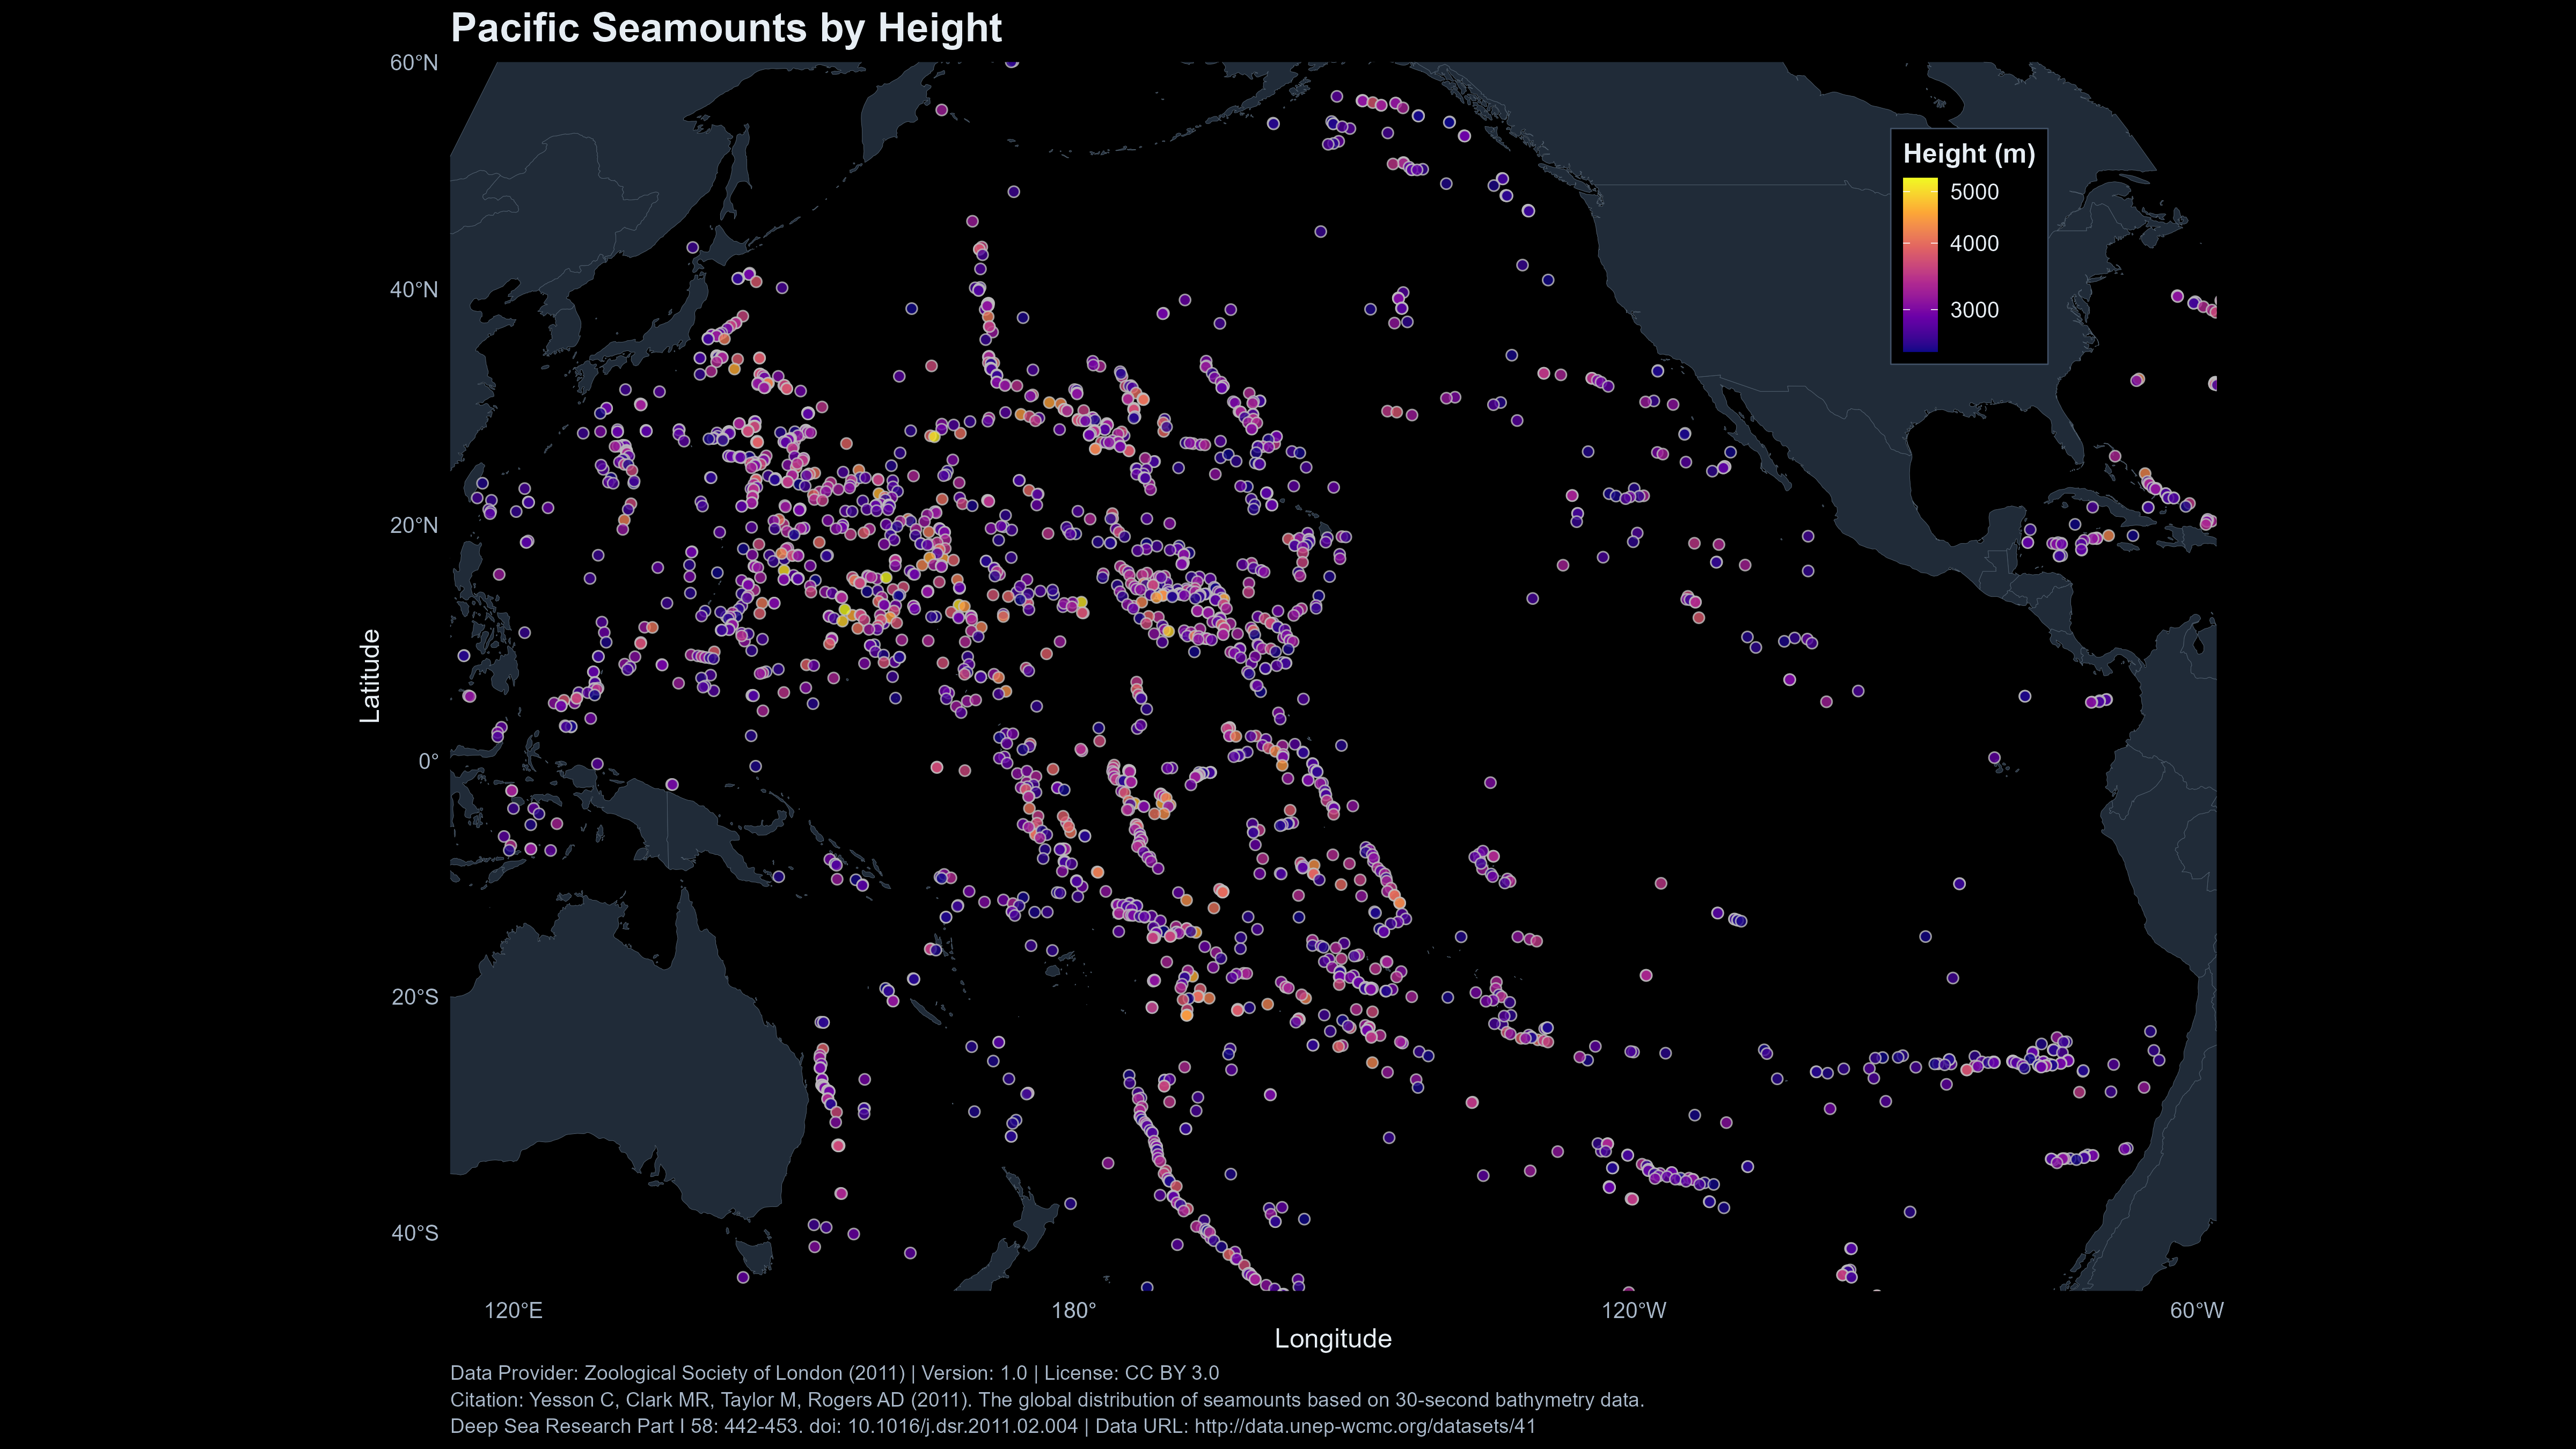 Pacific Seamounts by Height
60°N
40°N
20°N
0°
20°S
40°S
Latitude
Height (m)
5000
4000
3000
120°E
180°
120°W
60°W
Longitude
Data Provider: Zoological Society of London (2011) | Version: 1.0 | License: CC BY 3.0
Citation: Yesson C, Clark MR, Taylor M, Rogers AD (2011). The global distribution of seamounts based on 30-second bathymetry data.
Deep Sea Research Part I 58: 442-453. doi: 10.1016/j.dsr.2011.02.004 | Data URL: http://data.unep-wcmc.org/datasets/41